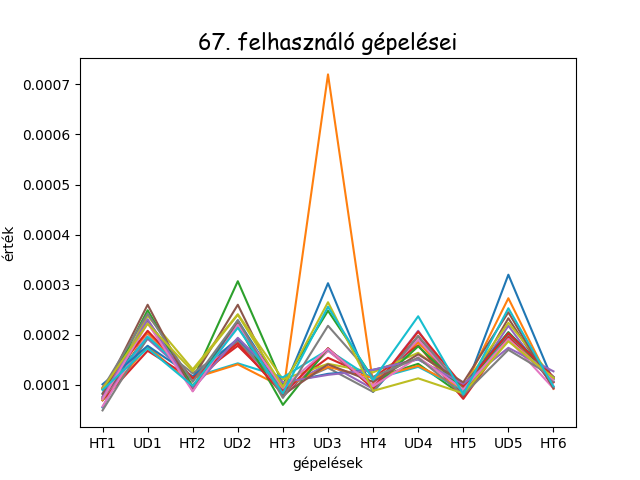 67. felhasználó gépelései
érték
0.0007
0.0006
0.0005
0.0004
0.0003
0.0002
0.0001
HT1 UD1 HT2 UD2 HT3 UD3 HT4 UD4 HT5 UD5 HT6
gépelések